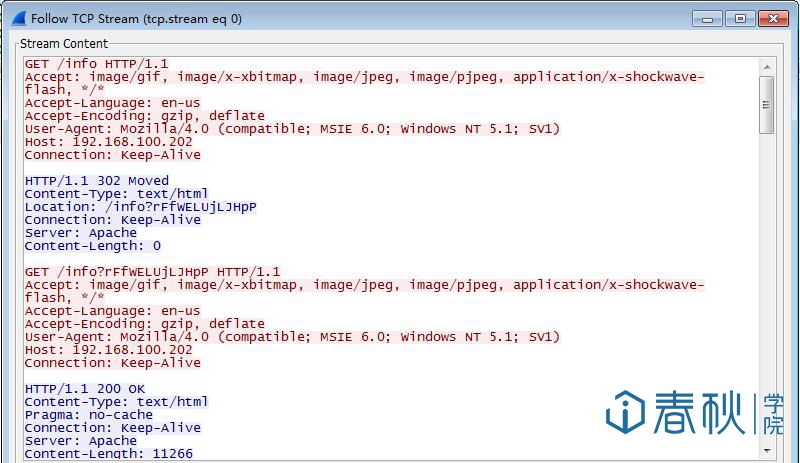 Follow TCP Stream (tcp.stream eq 0)
Stream Content
GET /info HTTP/1.1
Accept: image/gif, image/x-xbitmap, image/jpeg, image/pjpeg, application/x-shockwave-
flash, */*
Accept-Language: en-us
Accept-Encoding: gzip, deflate
User-Agent: Mozilla/4.0 (compatible; MSIE 6.0; Windows NT 5.1; SV1)
Host: 192.168.100.202
Connection: Keep-Alive
HTTP/1.1 302 Moved
Content-Type: text/html
Location: /info?rFfWELUjLJHpP
Connection: Keep-Alive
Server: Apache
Content-Length: 0
GET /info?rFfWELUjLJHpP HTTP/1.1
Accept: image/gif, image/x-xbitmap, image/jpeg, image/pjpeg, application/x-shockwave-
flash, */*
Accept-Language: en-us
Accept-Encoding: gzip, deflate
User-Agent: Mozilla/4.0 (compatible; MSIE 6.0; Windows NT 5.1; SV1)
Host: 192.168.100.202
Connection: Keep-Alive
HTTP/1.1 200 OK
Content-Type: text/html
Pragma: no-cache
Connection: Keep-Alive
Server: Apache
Content-Length: 11266
春秋学院